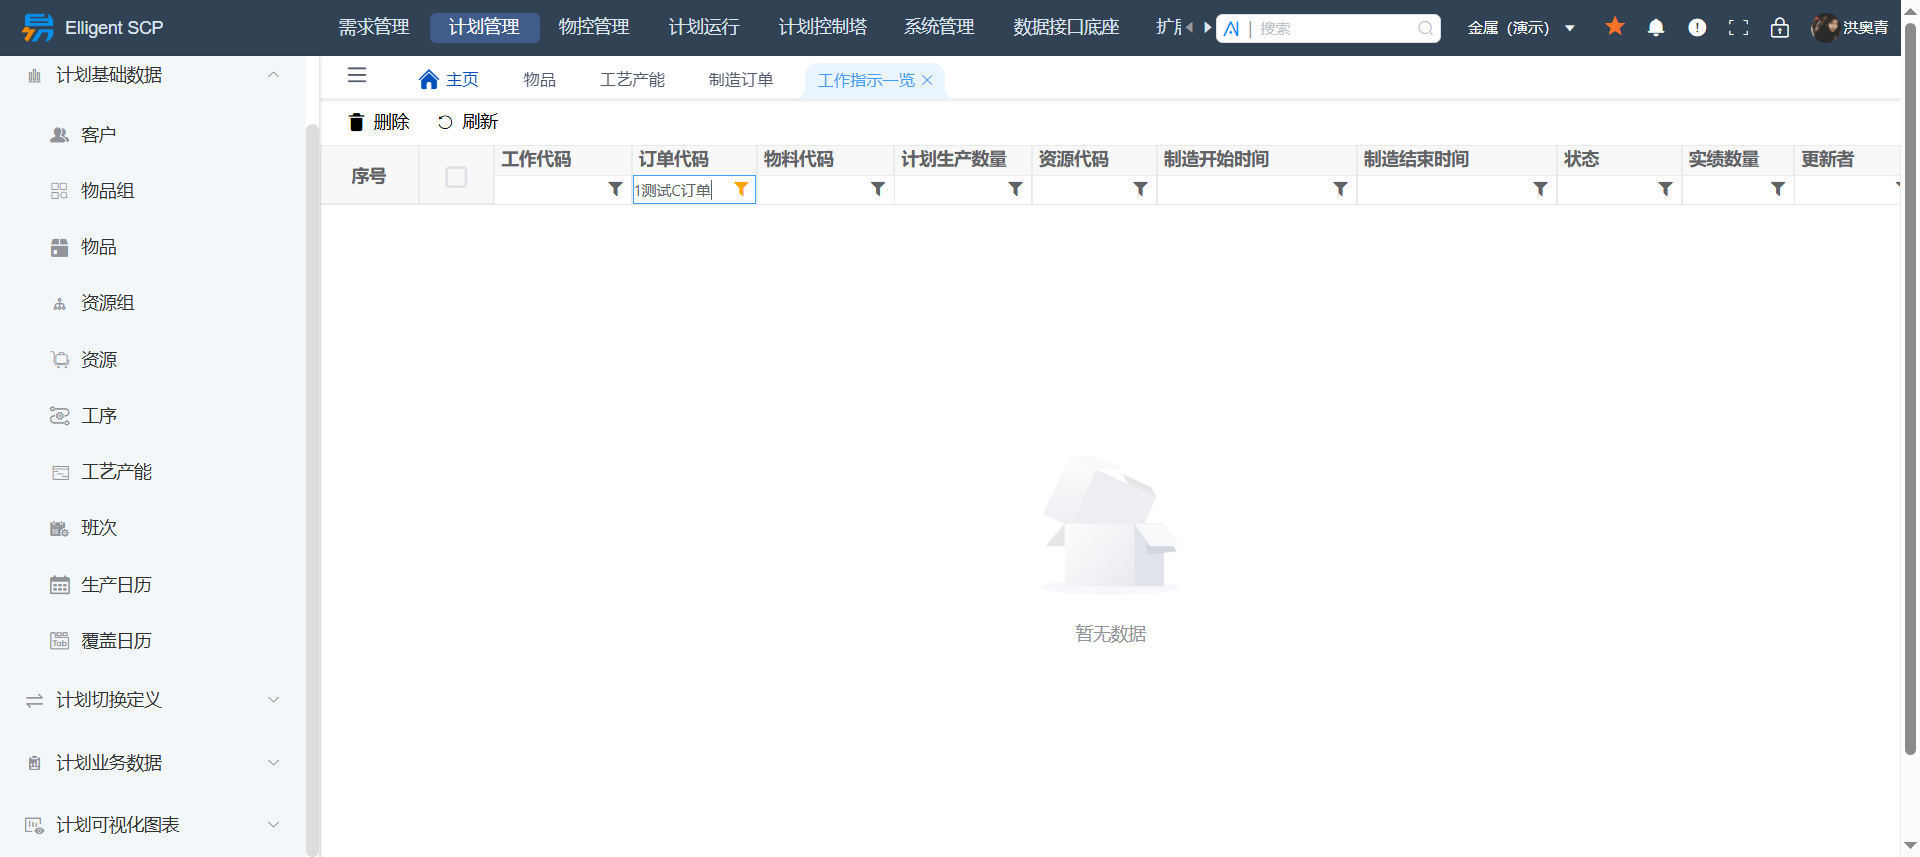 Elligent SCP
需求管理 计划管理 物控管理 计划运行 计划控制塔 系统管理 数据接口底座
搜索
金属（演示）
洪奥青
计划基础数据
客户
物品组
物品
资源组
资源
工序
工艺产能
班次
生产日历
覆盖日历
计划切换定义
计划业务数据
计划可视化图表
主页 物品 工艺产能 制造订单 工作指示一览
删除 刷新
序号 工作代码 订单代码 物料代码 计划生产数量 资源代码 制造开始时间 制造结束时间 状态 实绩数量 更新者
1测试C订单
暂无数据